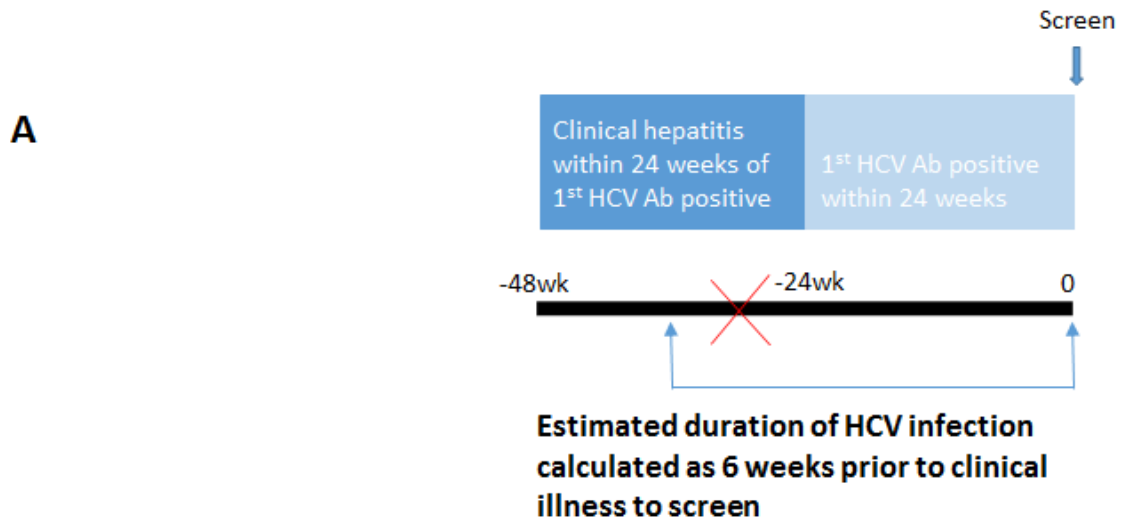 Screen
A
Clinical hepatitis
within 24 weeks of
1st HCV Ab positive
1st HCV Ab positive
within 24 weeks
-48wk
-24wk
0
Estimated duration of HCV infection
calculated as 6 weeks prior to clinical
illness to screen